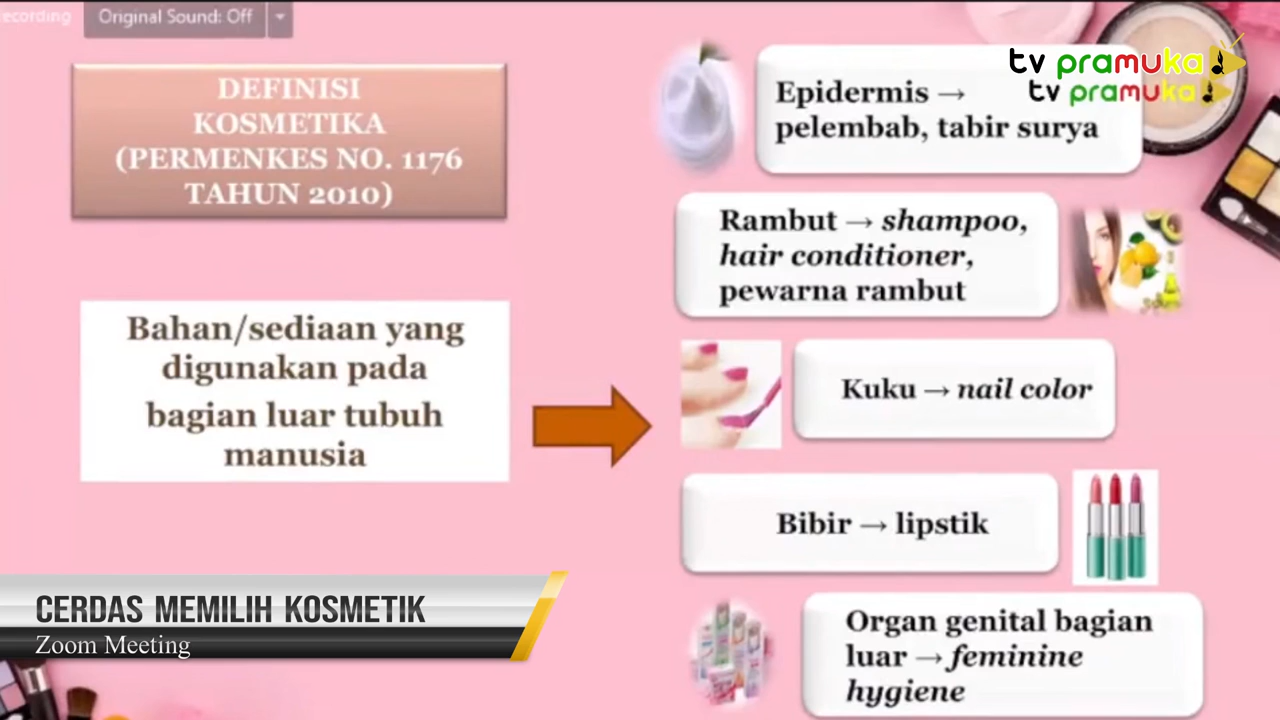 ecording
Original Sound: Off
tv pramuka
tv pramuka
DEFINISI
KOSMETIKA
(PERMENKES NO. 1176
TAHUN 2010)
Bahan/sediaan yang
digunakan pada
bagian luar tubuh
manusia
Epidermis →
pelembab, tabir surya
Rambut → shampoo,
hair conditioner,
pewarna rambut
Kuku → nail color
Bibir → lipstik
Organ genital bagian
luar → feminine
hygiene
CERDAS MEMILIH KOSMETIK
Zoom Meeting